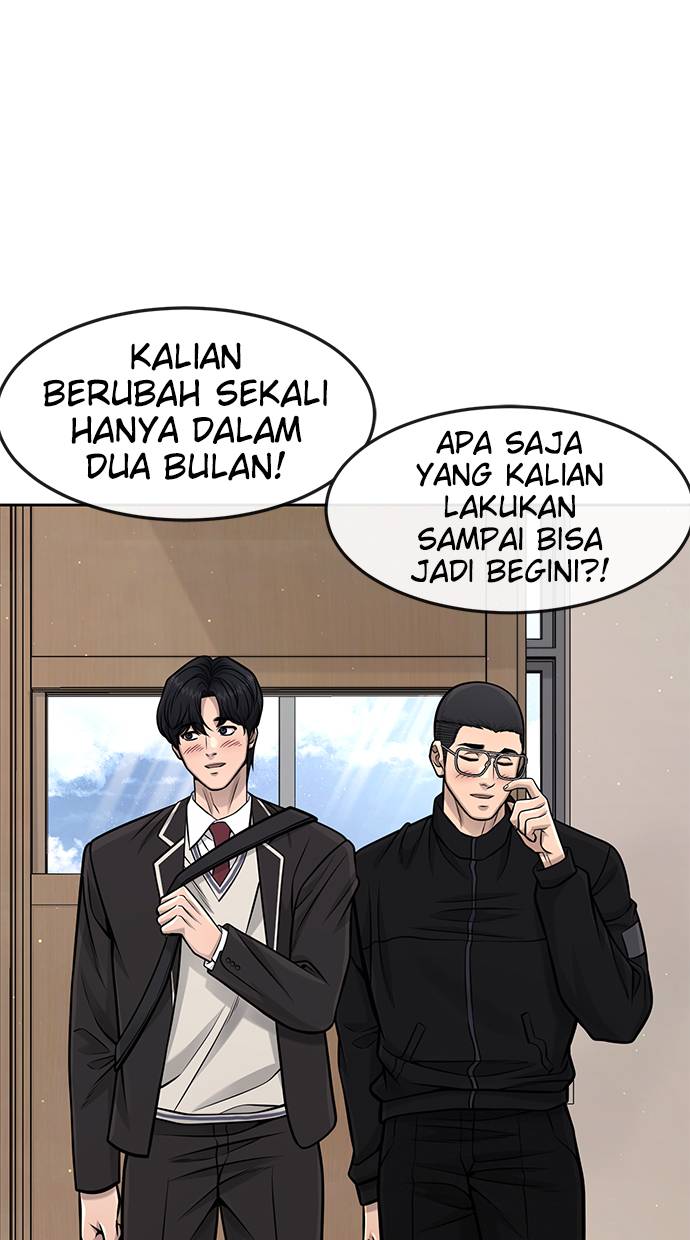 KALIAN
BERUBAH SEKALI
HANYA DALAM
DUA BULAN!
APA SAJA
YANG KALIAN
LAKUKAN
SAMPAI BISA
JADI BEGINI?!